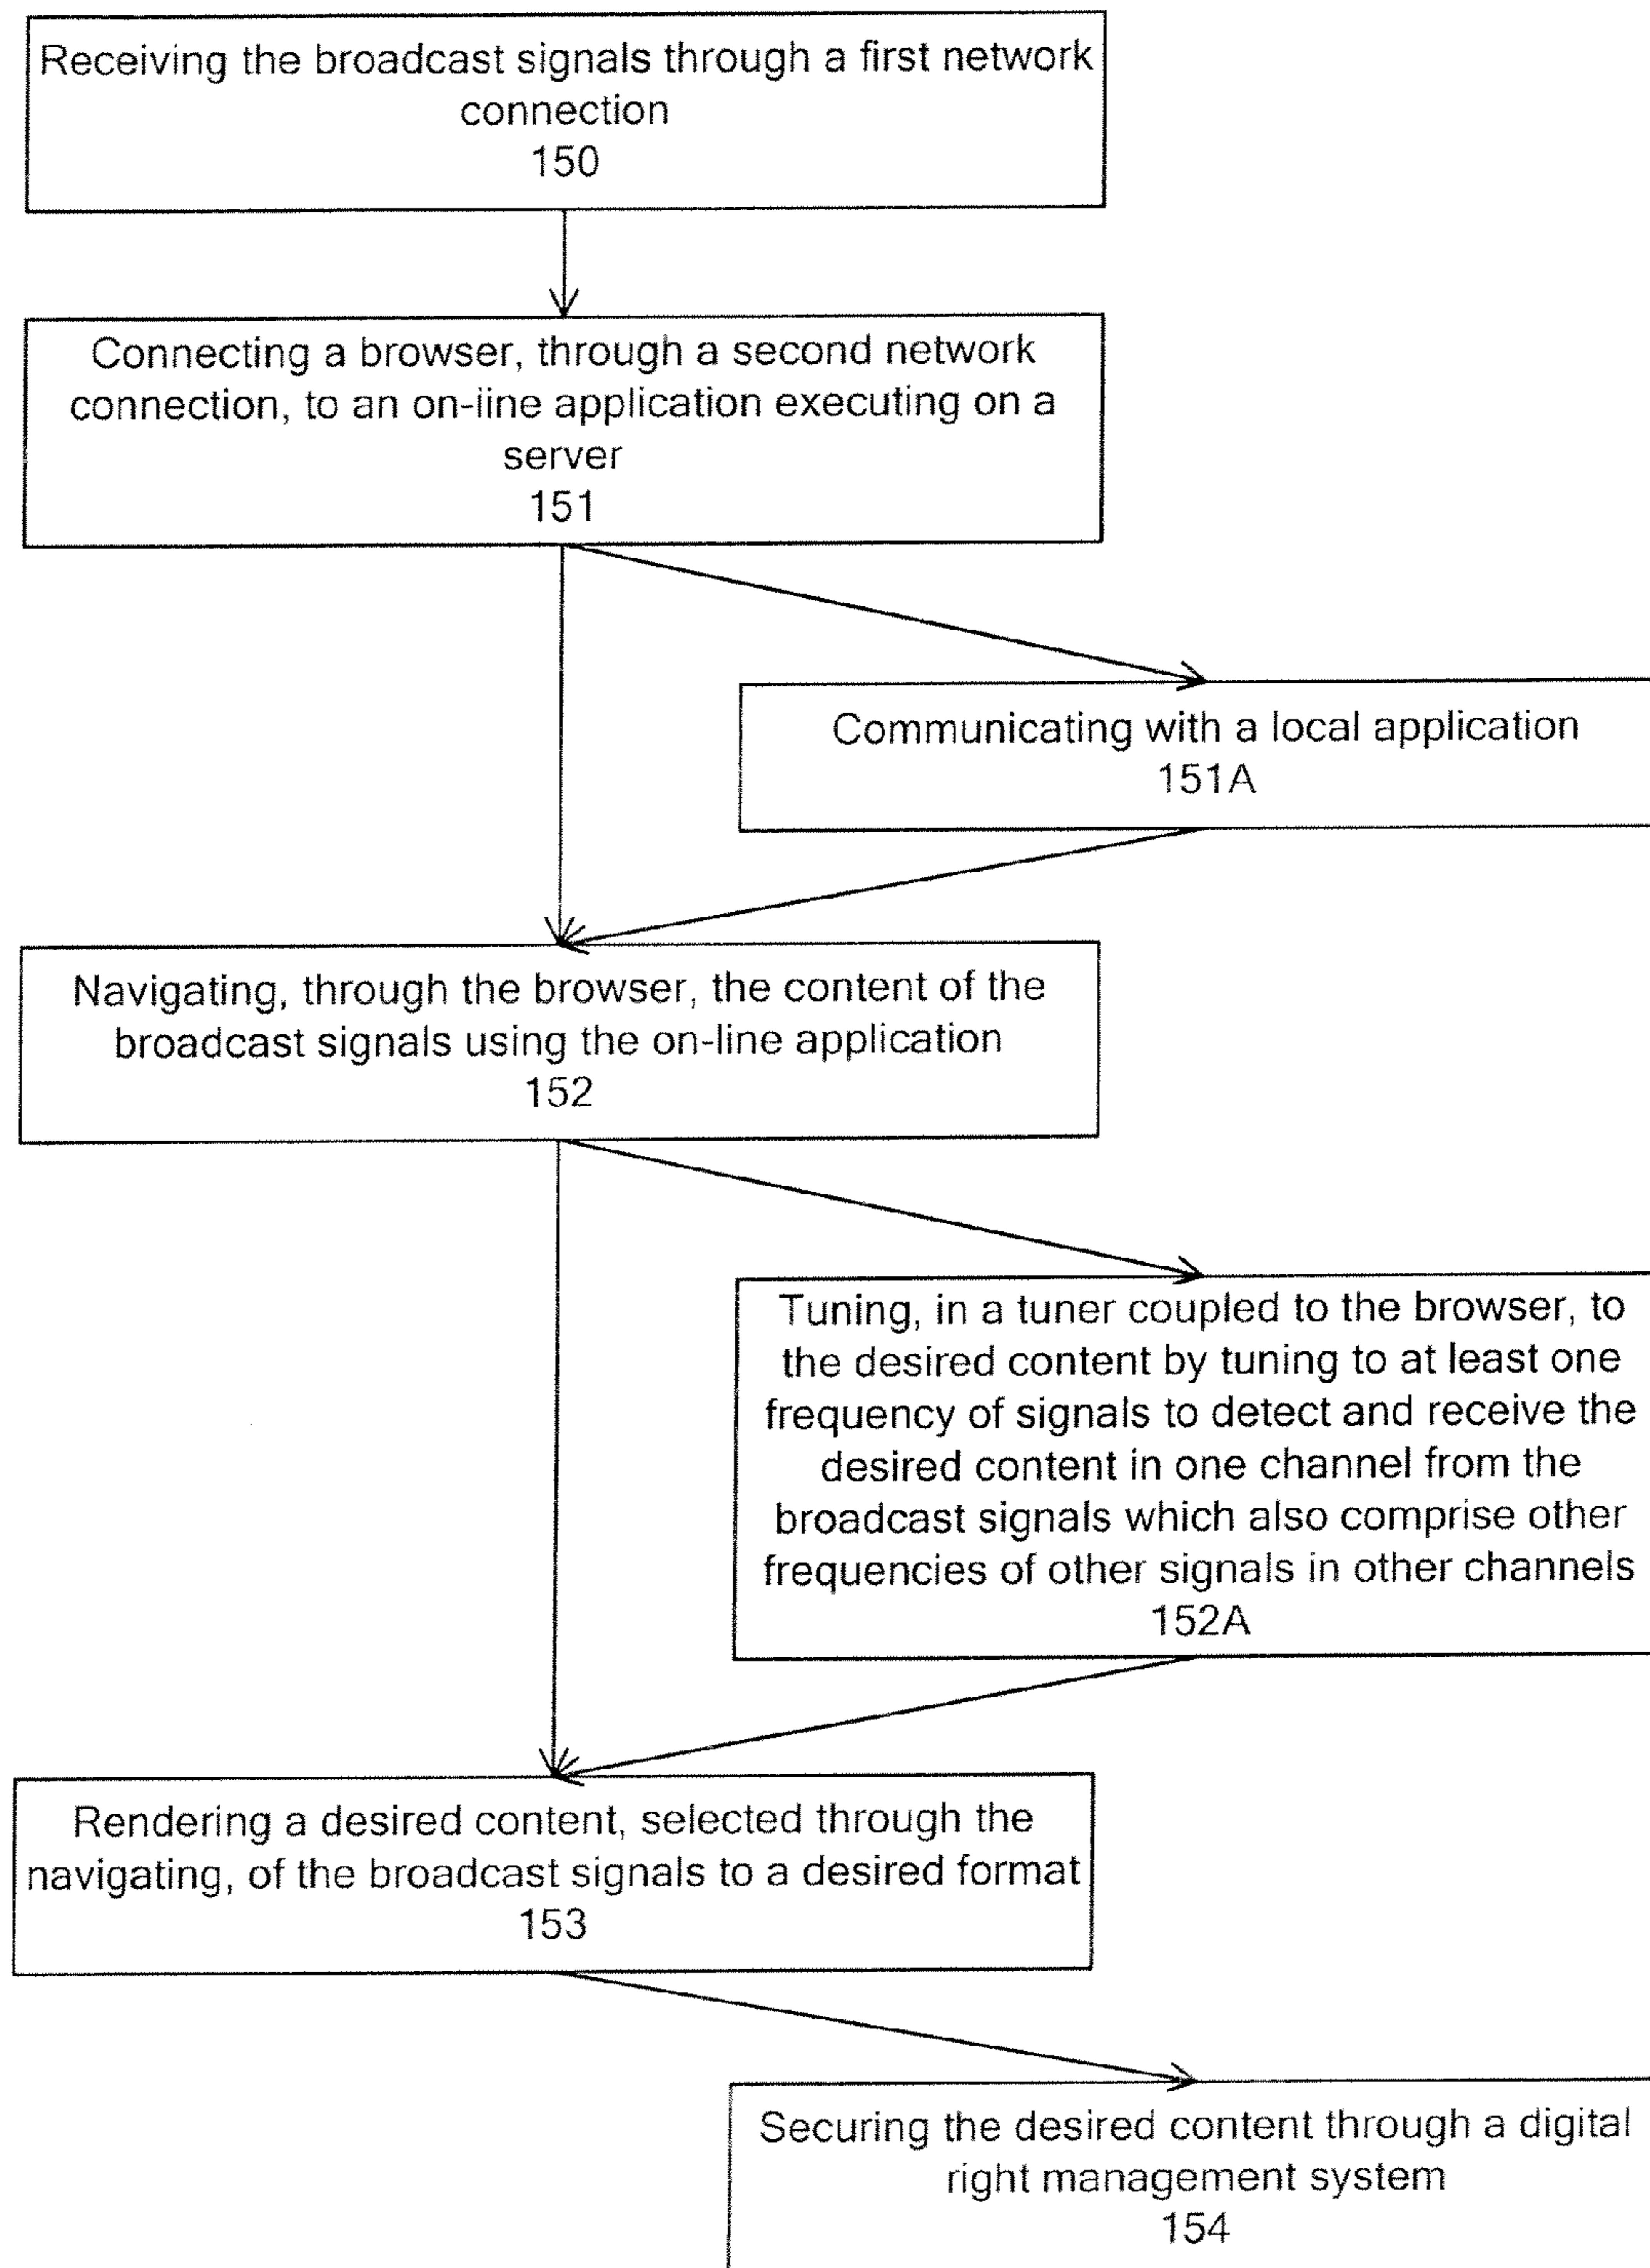 Receiving the broadcast signals through a first network
connection
150
Connecting a browser, through a second network
connection, to an on-line application executing on a
server
151
Communicating with a local application
151A
Navigating, through the browser, the content of the
broadcast signals using the on-line application
152
Tuning, in a tuner coupled to the browser, to
the desired content by tuning to at least one
frequency of signals to detect and receive the
desired content in one channel from the
broadcast signals which also comprise other
frequencies of other signals in other channels
152A
Rendering a desired content, selected through the
navigating, of the broadcast signals to a desired format
153
Securing the desired content through a digital
right management system
154